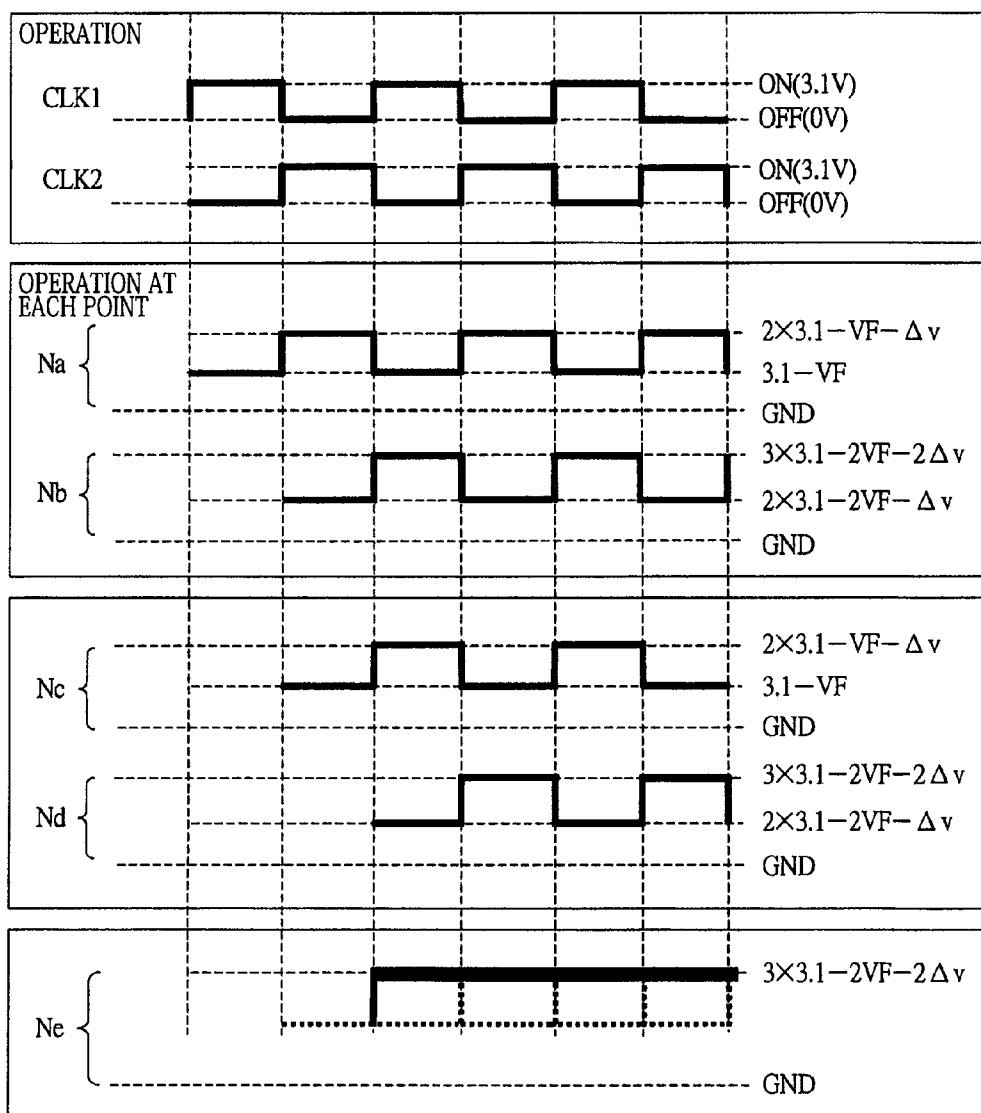 OPERATION
CLK1
ON(3.1V)
OFF(0V)
CLK2
ON(3.1V)
OFF(0V)
OPERATION AT
EACH POINT
Na
2×3.1−VF−Δv
3.1−VF
GND
Nb
3×3.1−2VF−2Δv
2×3.1−2VF−Δv
GND
Nc
2×3.1−VF−Δv
3.1−VF
GND
Nd
3×3.1−2VF−2Δv
2×3.1−2VF−Δv
GND
Ne
3×3.1−2VF−2Δv
GND